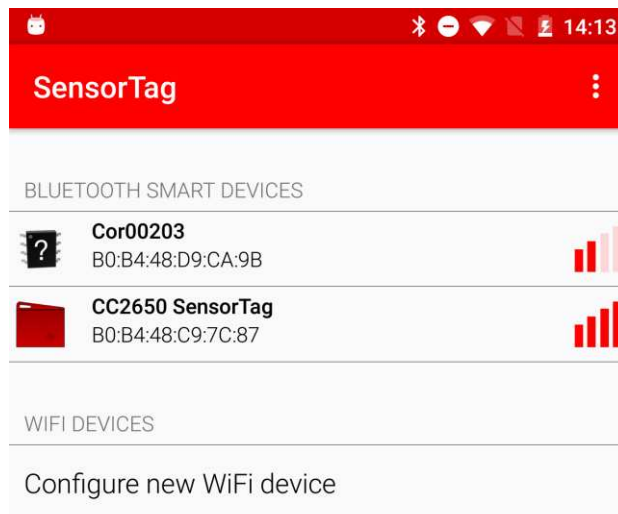 14:13
SensorTag
BLUETOOTH SMART DEVICES
?
Cor00203
B0:B4:48:D9:CA:9B
CC2650 SensorTag
B0:B4:48:C9:7C:87
WIFI DEVICES
Configure new WiFi device